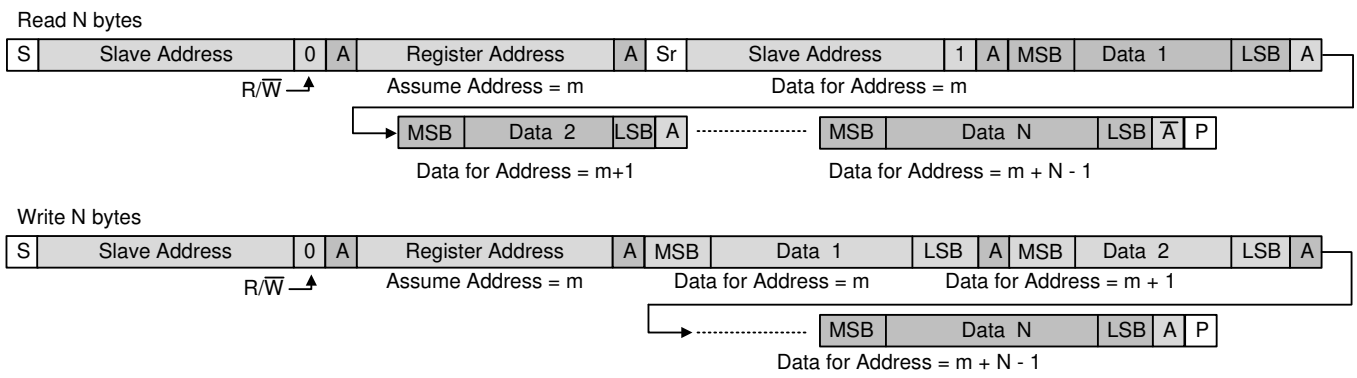 Read N bytes
S Slave Address 0 A Register Address A Sr Slave Address 1 A MSB Data 1 LSB A
R/W̅ Assume Address = m Data for Address = m
MSB Data 2 LSB A MSB Data N LSB A̅ P
Data for Address = m+1 Data for Address = m + N - 1
Write N bytes
S Slave Address 0 A Register Address A MSB Data 1 LSB A MSB Data 2 LSB A
R/W̅ Assume Address = m Data for Address = m Data for Address = m + 1
MSB Data N LSB A P
Data for Address = m + N - 1